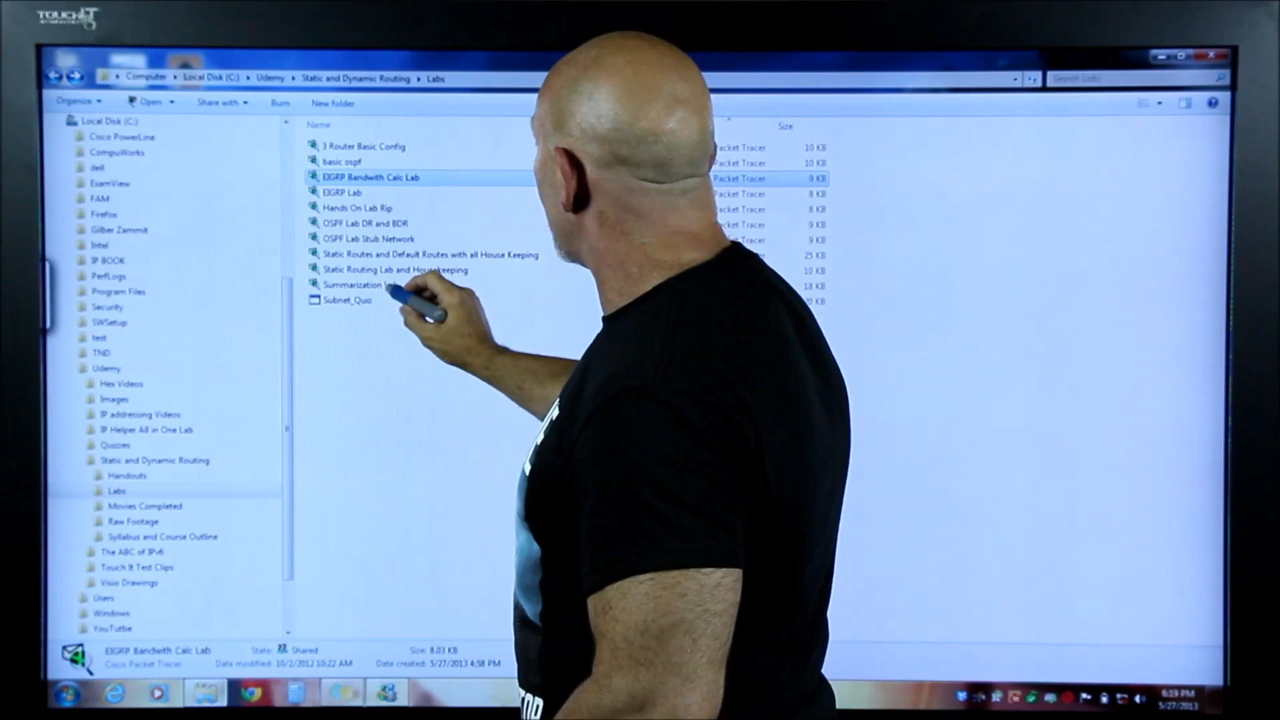 TOUCHIT
Computer Local Disk (C:) Udemy Static and Dynamic Routing Labs Search Labs
Organize Open Share with Burn New folder
Name Size
Local Disk (C:)
Cisco PowerLine
CompuWorks
dell
ExamView
FAM
Firefox
Gilber Zammit
Intel
IP BOOK
PerfLogs
Program Files
Security
SWSetup
test
TND
Udemy
Hex Videos
Images
IP addressing Videos
IP Helper All in One Lab
Quizzes
Static and Dynamic Routing
Handouts
Labs
Movies Completed
Raw Footage
Syllabus and Course Outline
The ABC of IPv6
Touch It Test Clips
Visio Drawings
Users
Windows
YouTutbe
3 Router Basic Config Packet Tracer 10 KB
basic ospf Packet Tracer 10 KB
EIGRP Bandwith Calc Lab Packet Tracer 9 KB
EIGRP Lab Packet Tracer 8 KB
Hands On Lab Rip Packet Tracer 8 KB
OSPF Lab DR and BDR Packet Tracer 9 KB
OSPF Lab Stub Network Packet Tracer 9 KB
Static Routes and Default Routes with all House Keeping 25 KB
Static Routing Lab and Housekeeping 10 KB
Summarization 18 KB
Subnet_Quiz KB
EIGRP Bandwith Calc Lab State: Shared Size: 8.03 KB
Cisco Packet Tracer Date modified: 10/2/2012 10:22 AM Date created: 5/27/2013 4:58 PM
6:19 PM
5/27/2013